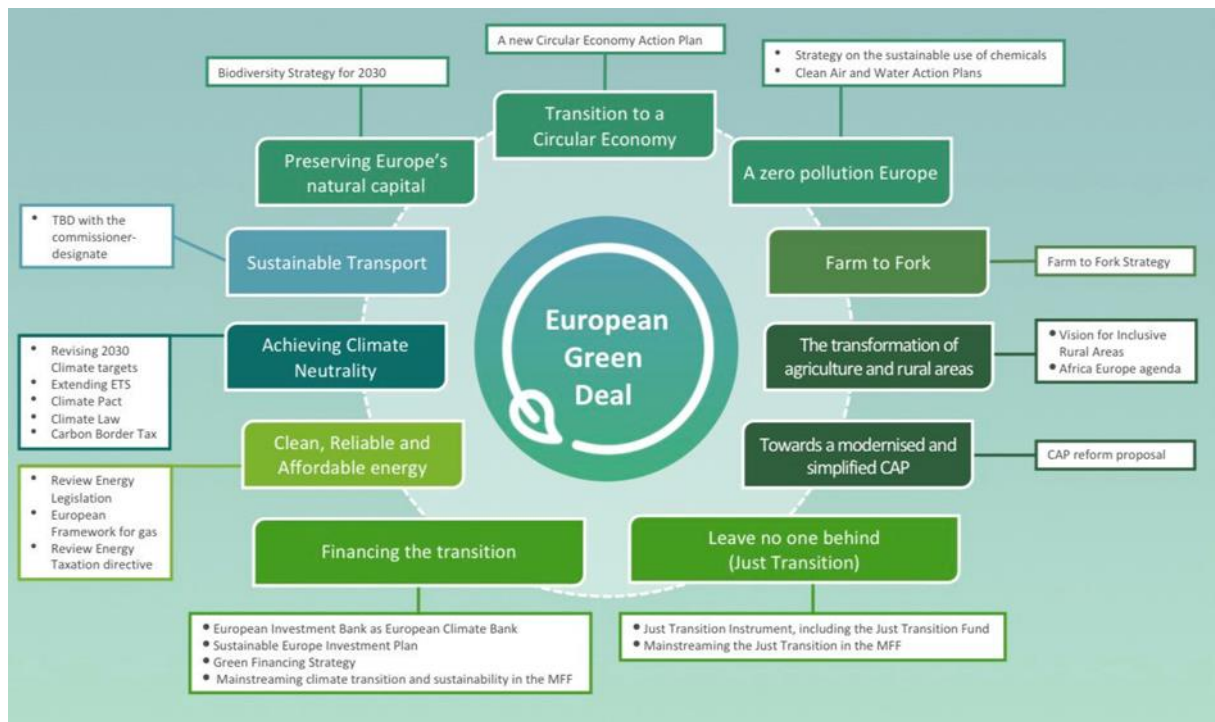 A new Circular Economy Action Plan
• Strategy on the sustainable use of chemicals
• Clean Air and Water Action Plans
Biodiversity Strategy for 2030
Transition to a
Circular Economy
Preserving Europe's
natural capital
A zero pollution Europe
• TBD with the
commissioner-
designate
Sustainable Transport
Farm to Fork
Farm to Fork Strategy
European
Green
Deal
• Revising 2030
Climate targets
• Extending ETS
• Climate Pact
• Climate Law
• Carbon Border Tax
Achieving Climate
Neutrality
The transformation of
agriculture and rural areas
• Vision for Inclusive
Rural Areas
• Africa Europe agenda
Clean, Reliable and
Affordable energy
Towards a modernised and
simplified CAP
CAP reform proposal
• Review Energy
Legislation
• European
Framework for gas
• Review Energy
Taxation directive
Financing the transition
Leave no one behind
(Just Transition)
• European Investment Bank as European Climate Bank
• Sustainable Europe Investment Plan
• Green Financing Strategy
• Mainstreaming climate transition and sustainability in the MFF
• Just Transition Instrument, including the Just Transition Fund
• Mainstreaming the Just Transition in the MFF